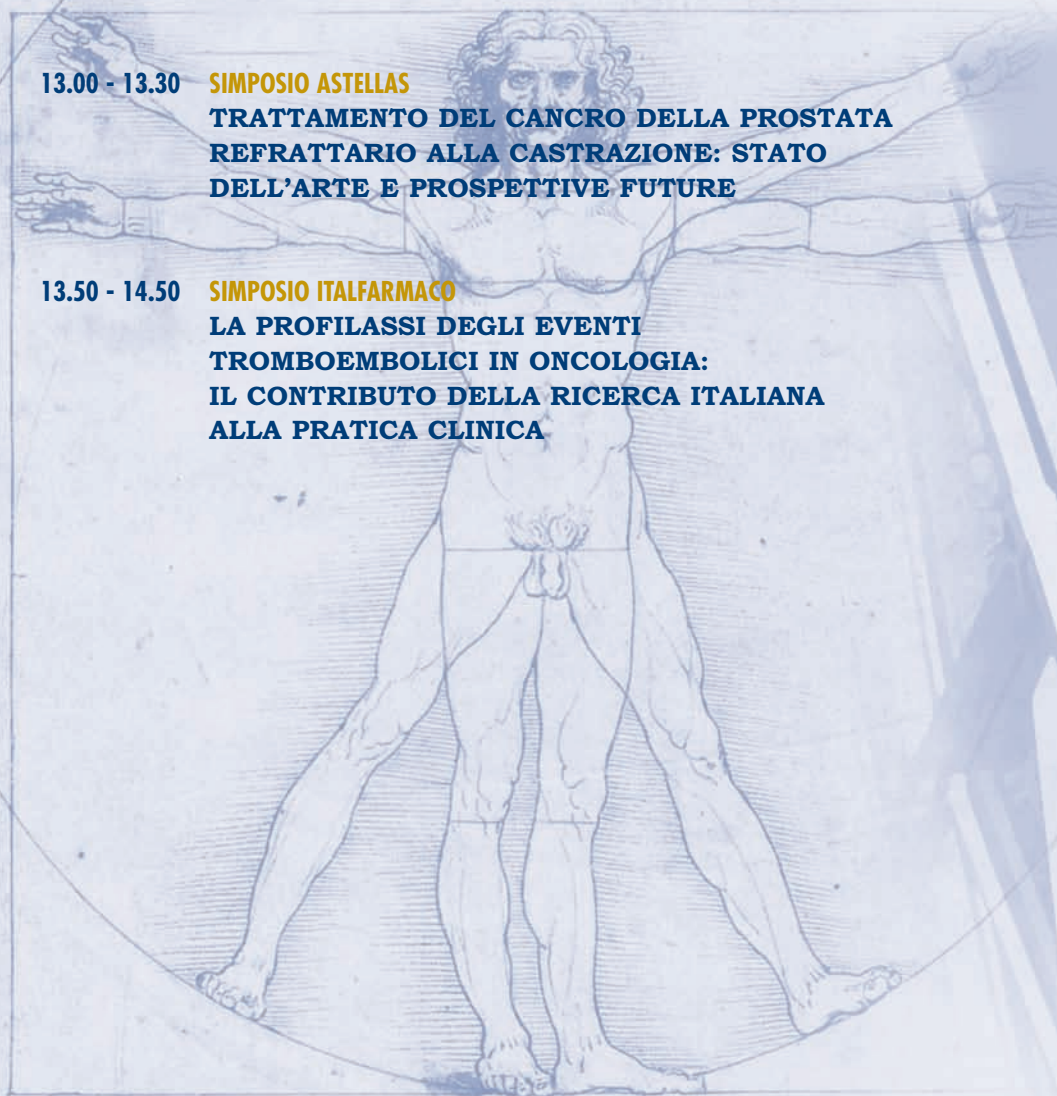 13.00 - 13.30 SIMPOSIO ASTELLAS
TRATTAMENTO DEL CANCRO DELLA PROSTATA
REFRATTARIO ALLA CASTRAZIONE: STATO
DELL’ARTE E PROSPETTIVE FUTURE
13.50 - 14.50 SIMPOSIO ITALFARMACO
LA PROFILASSI DEGLI EVENTI
TROMBOEMBOLICI IN ONCOLOGIA:
IL CONTRIBUTO DELLA RICERCA ITALIANA
ALLA PRATICA CLINICA